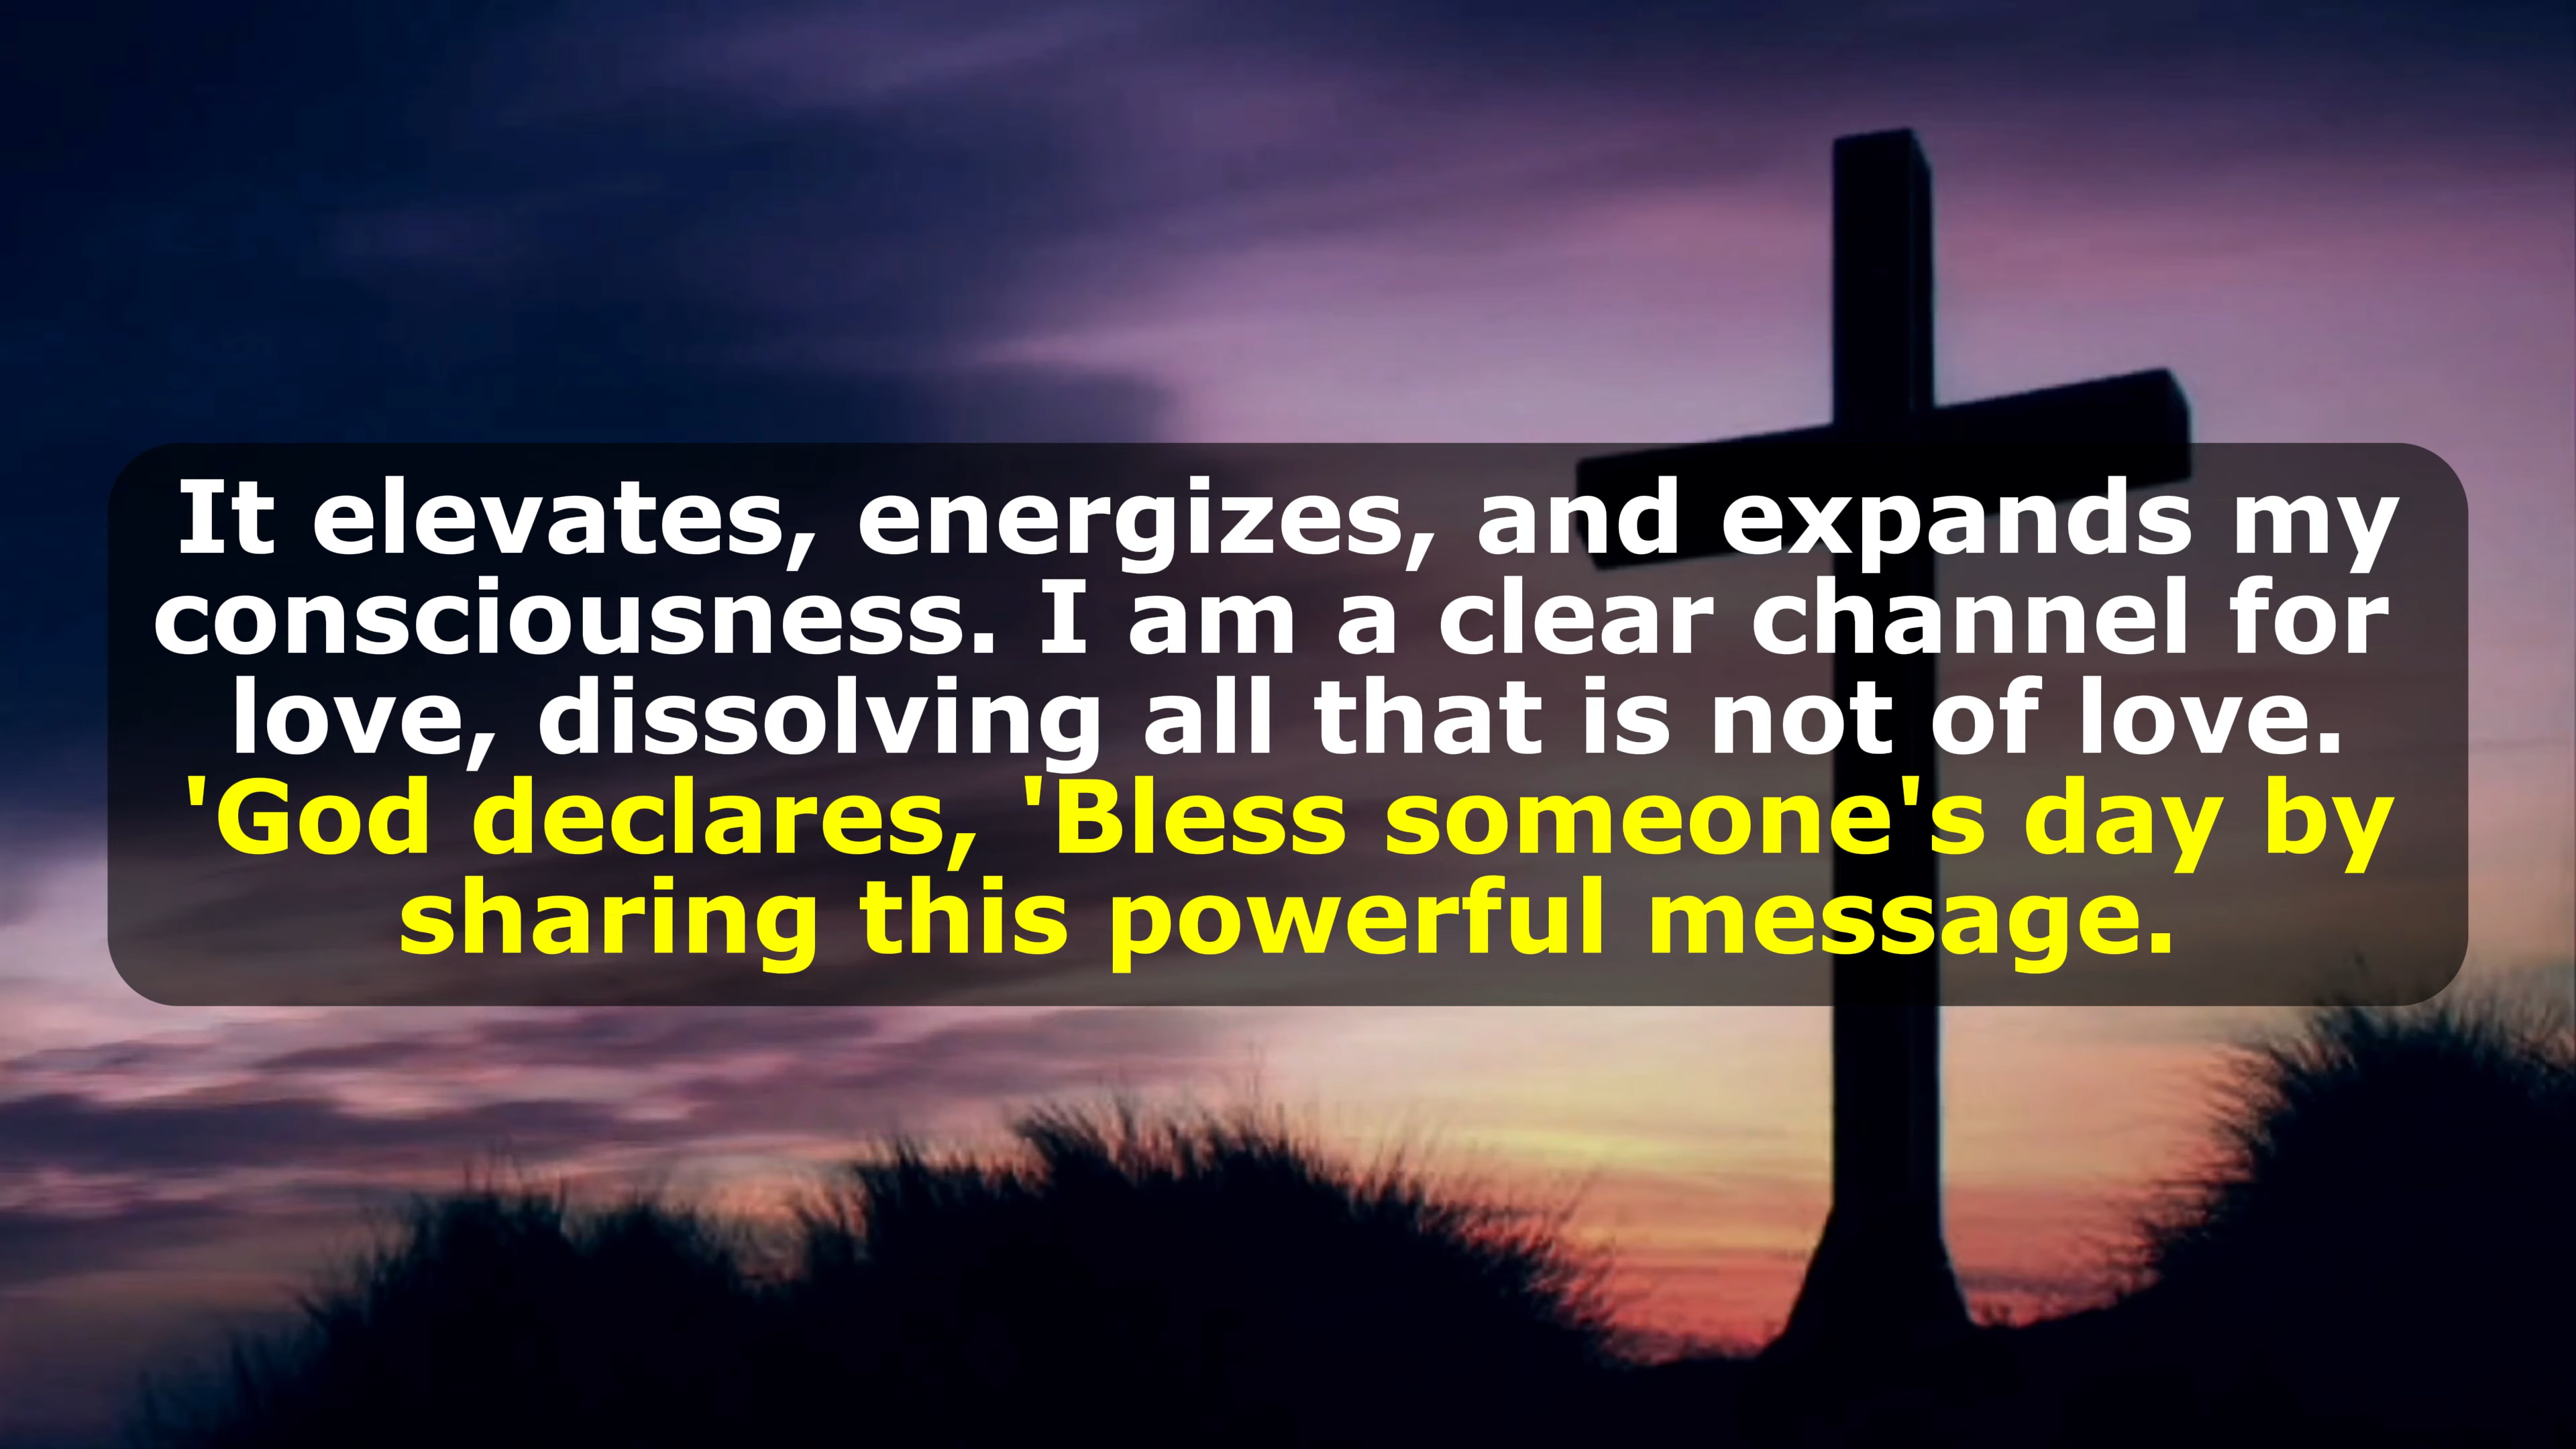 It elevates, energizes, and expands my
consciousness. I am a clear channel for
love, dissolving all that is not of love.
'God declares, 'Bless someone's day by
sharing this powerful message.